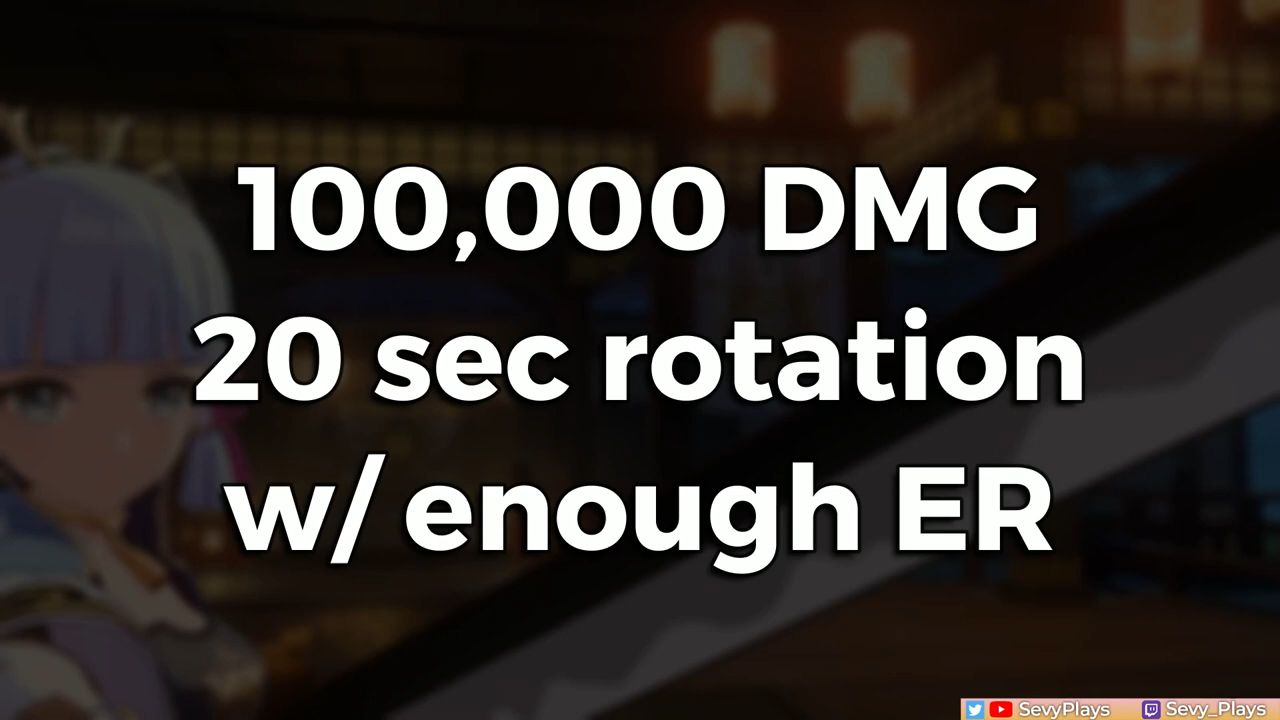 100,000 DMG
20 sec rotation
w/ enough ER
SevyPlays Sevy_Plays